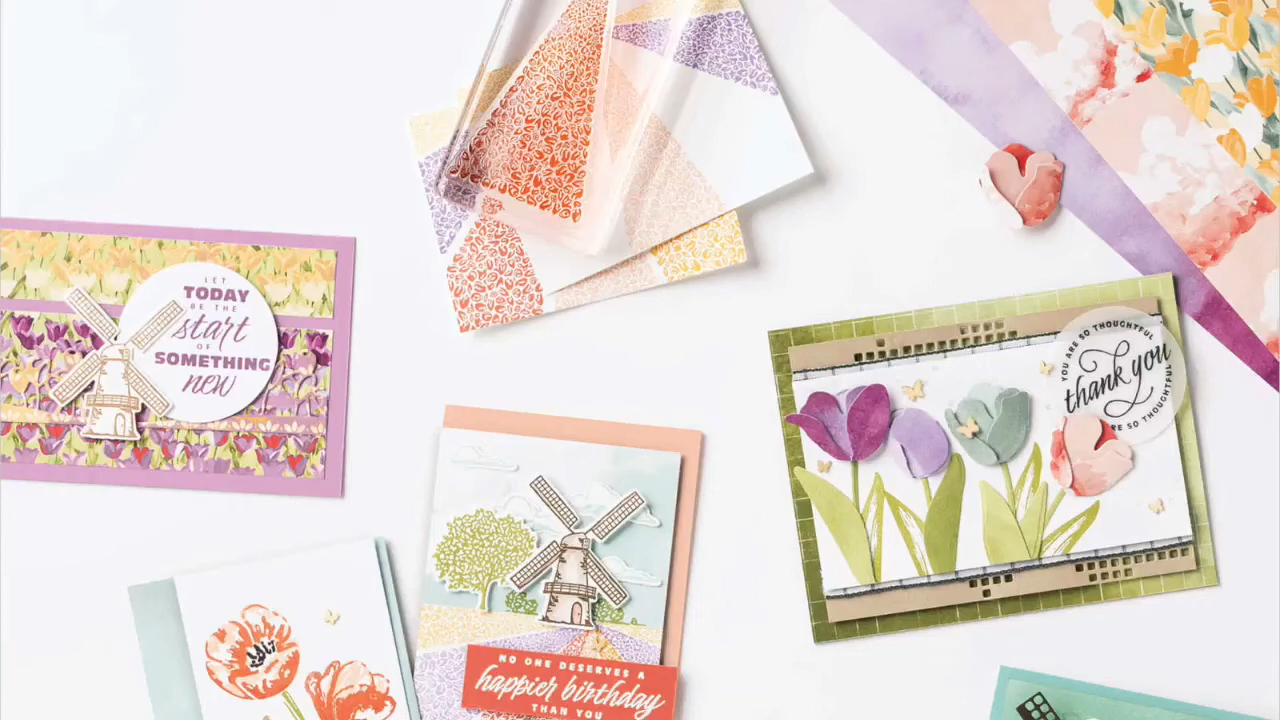 LET
TODAY
BE THE
start
OF
SOMETHING
new
YOU ARE SO THOUGHTFUL
thank you
ARE SO THOUGHTFUL
NO ONE DESERVES A
happier birthday
THAN YOU